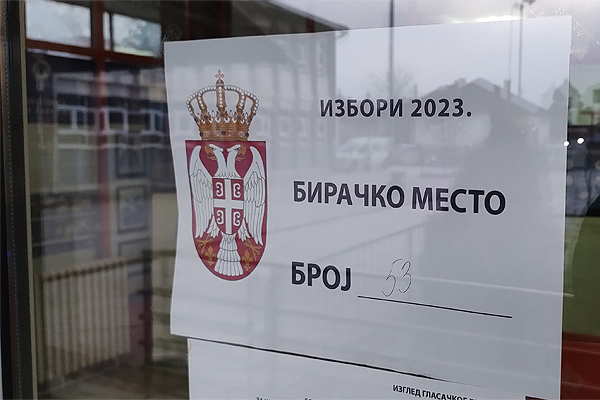 ИЗБОРИ 2023.
БИРАЧКО МЕСТО
БРОЈ 53
ИЗГЛЕД ГЛАСАЧКОГ